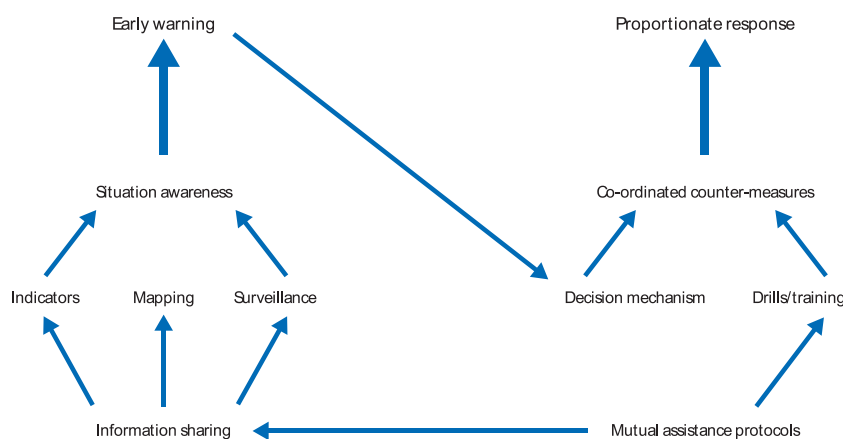 Early warning
Proportionate response
Situation awareness
Co-ordinated counter-measures
Indicators
Mapping
Surveillance
Decision mechanism
Drills/training
Information sharing
Mutual assistance protocols